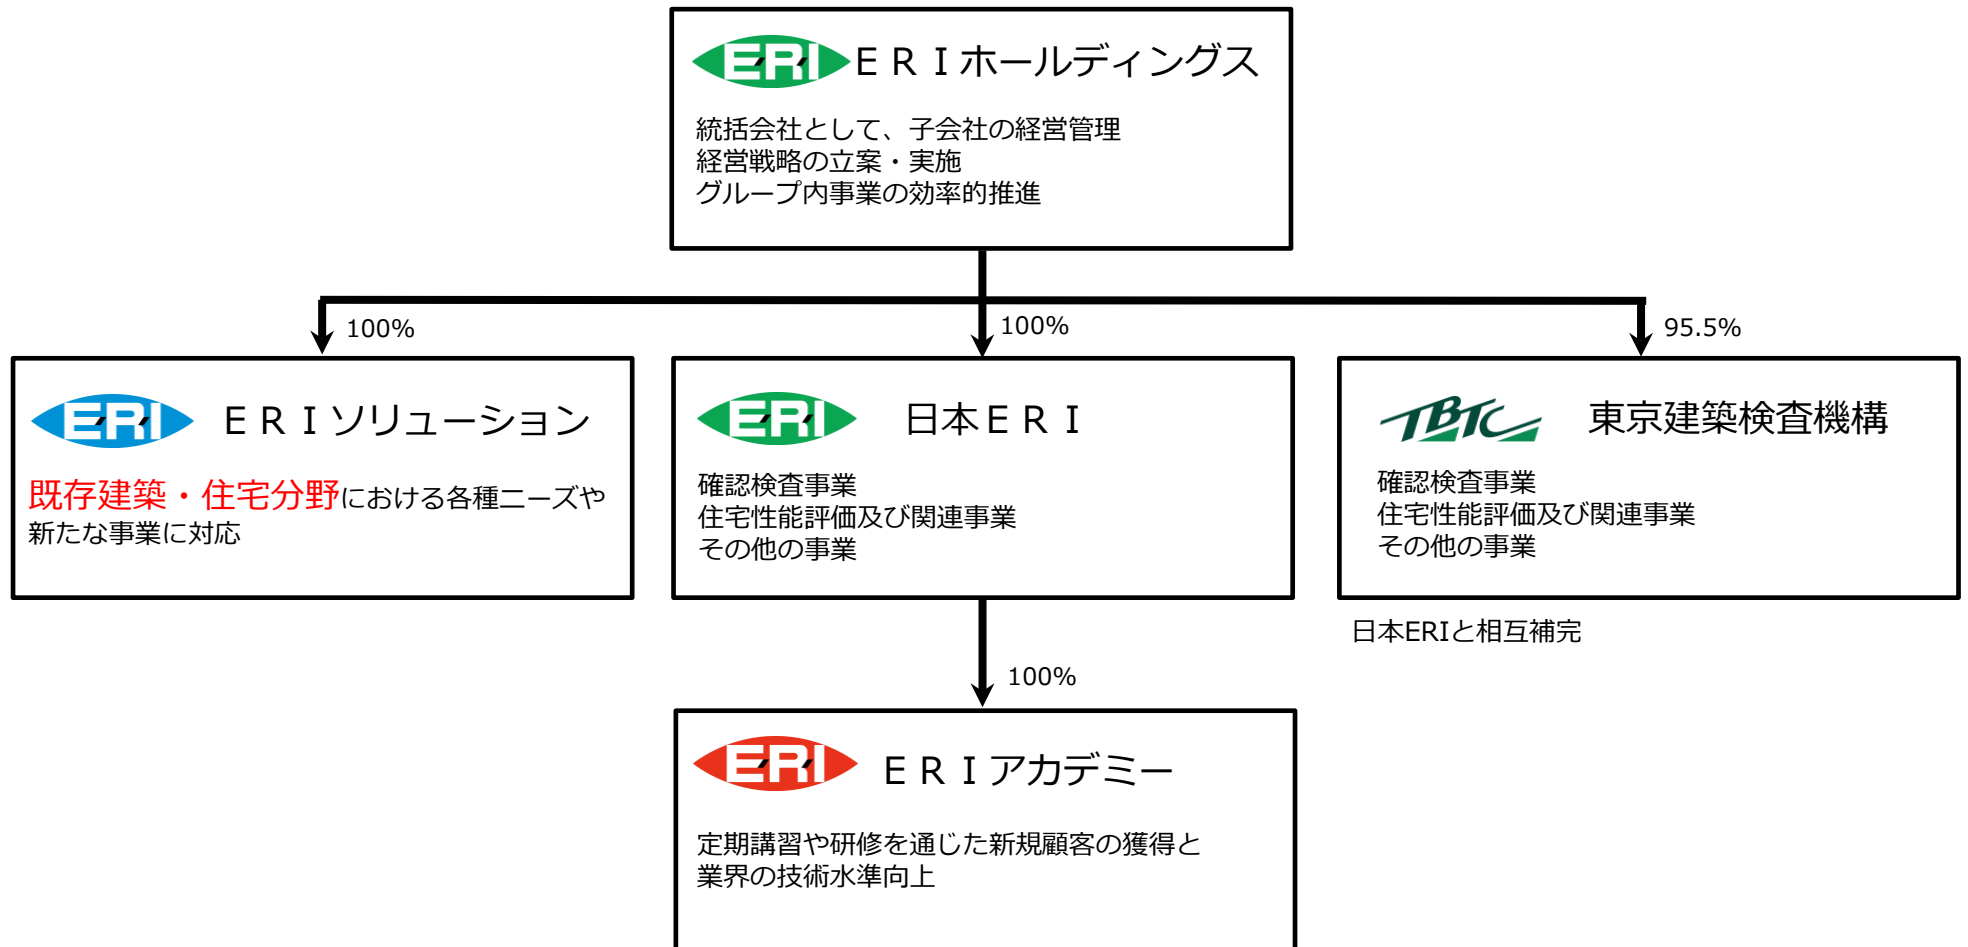 ERI ＥＲＩホールディングス
統括会社として、子会社の経営管理
経営戦略の立案・実施
グループ内事業の効率的推進
100%
100%
95.5%
ERI ＥＲＩソリューション
既存建築・住宅分野における各種ニーズや
新たな事業に対応
ERI 日本ＥＲＩ
確認検査事業
住宅性能評価及び関連事業
その他の事業
TBTC 東京建築検査機構
確認検査事業
住宅性能評価及び関連事業
その他の事業
日本ERIと相互補完
100%
ERI ＥＲＩアカデミー
定期講習や研修を通じた新規顧客の獲得と
業界の技術水準向上